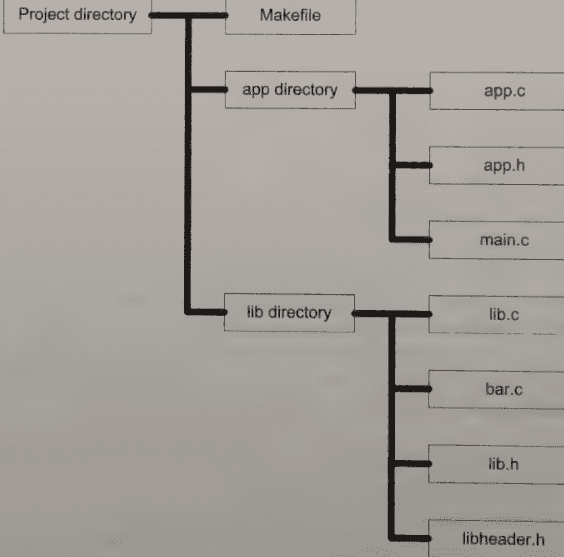 Project directory
Makefile
app directory
app.c
app.h
main.c
lib directory
lib.c
bar.c
lib.h
libheader.h